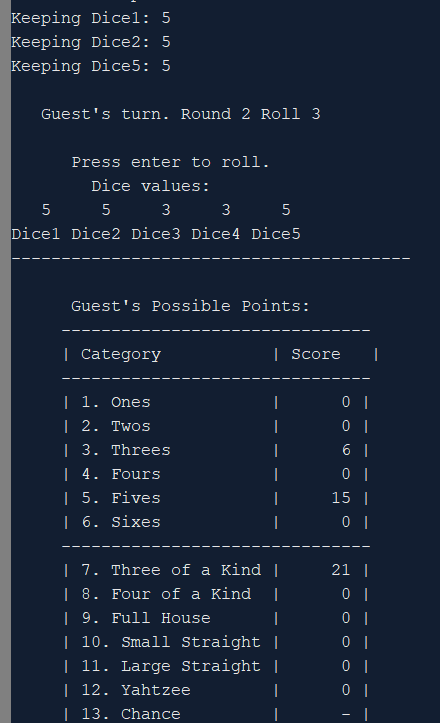 Keeping Dice1: 5
Keeping Dice2: 5
Keeping Dice5: 5
Guest's turn. Round 2 Roll 3
Press enter to roll.
Dice values:
5 5 3 3 5
Dice1 Dice2 Dice3 Dice4 Dice5
----------------------------------------
Guest's Possible Points:
-------------------------------
| Category | Score |
-------------------------------
| 1. Ones | 0 |
| 2. Twos | 0 |
| 3. Threes | 6 |
| 4. Fours | 0 |
| 5. Fives | 15 |
| 6. Sixes | 0 |
-------------------------------
| 7. Three of a Kind | 21 |
| 8. Four of a Kind | 0 |
| 9. Full House | 0 |
| 10. Small Straight | 0 |
| 11. Large Straight | 0 |
| 12. Yahtzee | 0 |
| 13. Chance | - |